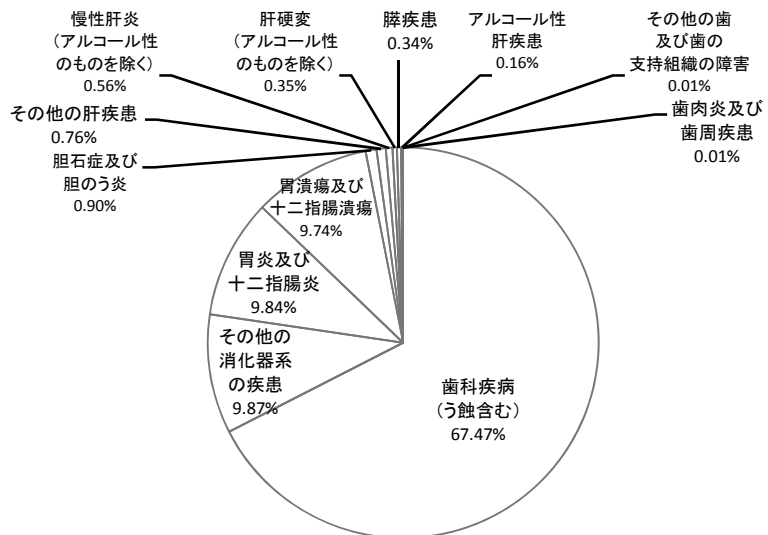 慢性肝炎
（アルコール性
のものを除く）
0.56%
肝硬変
（アルコール性
のものを除く）
0.35%
膵疾患
0.34%
アルコール性
肝疾患
0.16%
その他の歯
及び歯の
支持組織の障害
0.01%
その他の肝疾患
0.76%
歯肉炎及び
歯周疾患
0.01%
胆石症及び
胆のう炎
0.90%
胃潰瘍及び
十二指腸潰瘍
9.74%
胃炎及び
十二指腸炎
9.84%
その他の
消化器系
の疾患
9.87%
歯科疾病
（う蝕含む）
67.47%